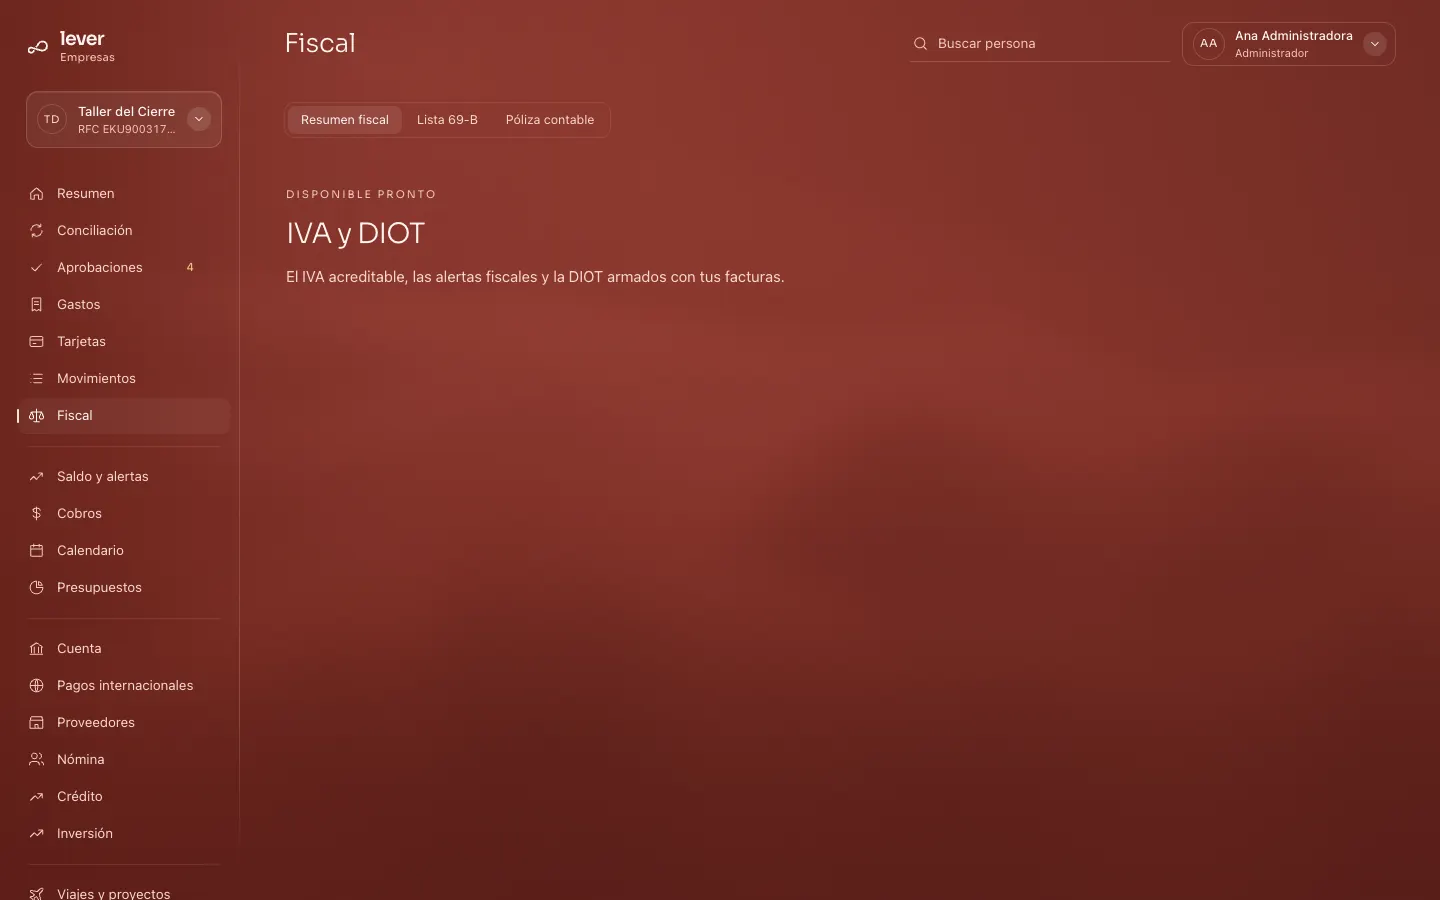 lever
Empresas
Fiscal
Buscar persona
AA
Ana Administradora
Administrador
TD
Taller del Cierre
RFC EKU900317...
Resumen fiscal
Lista 69-B
Póliza contable
Resumen
Conciliación
Aprobaciones 4
Gastos
Tarjetas
Movimientos
Fiscal
Saldo y alertas
Cobros
Calendario
Presupuestos
Cuenta
Pagos internacionales
Proveedores
Nómina
Crédito
Inversión
Viajes y proyectos
DISPONIBLE PRONTO
IVA y DIOT
El IVA acreditable, las alertas fiscales y la DIOT armados con tus facturas.